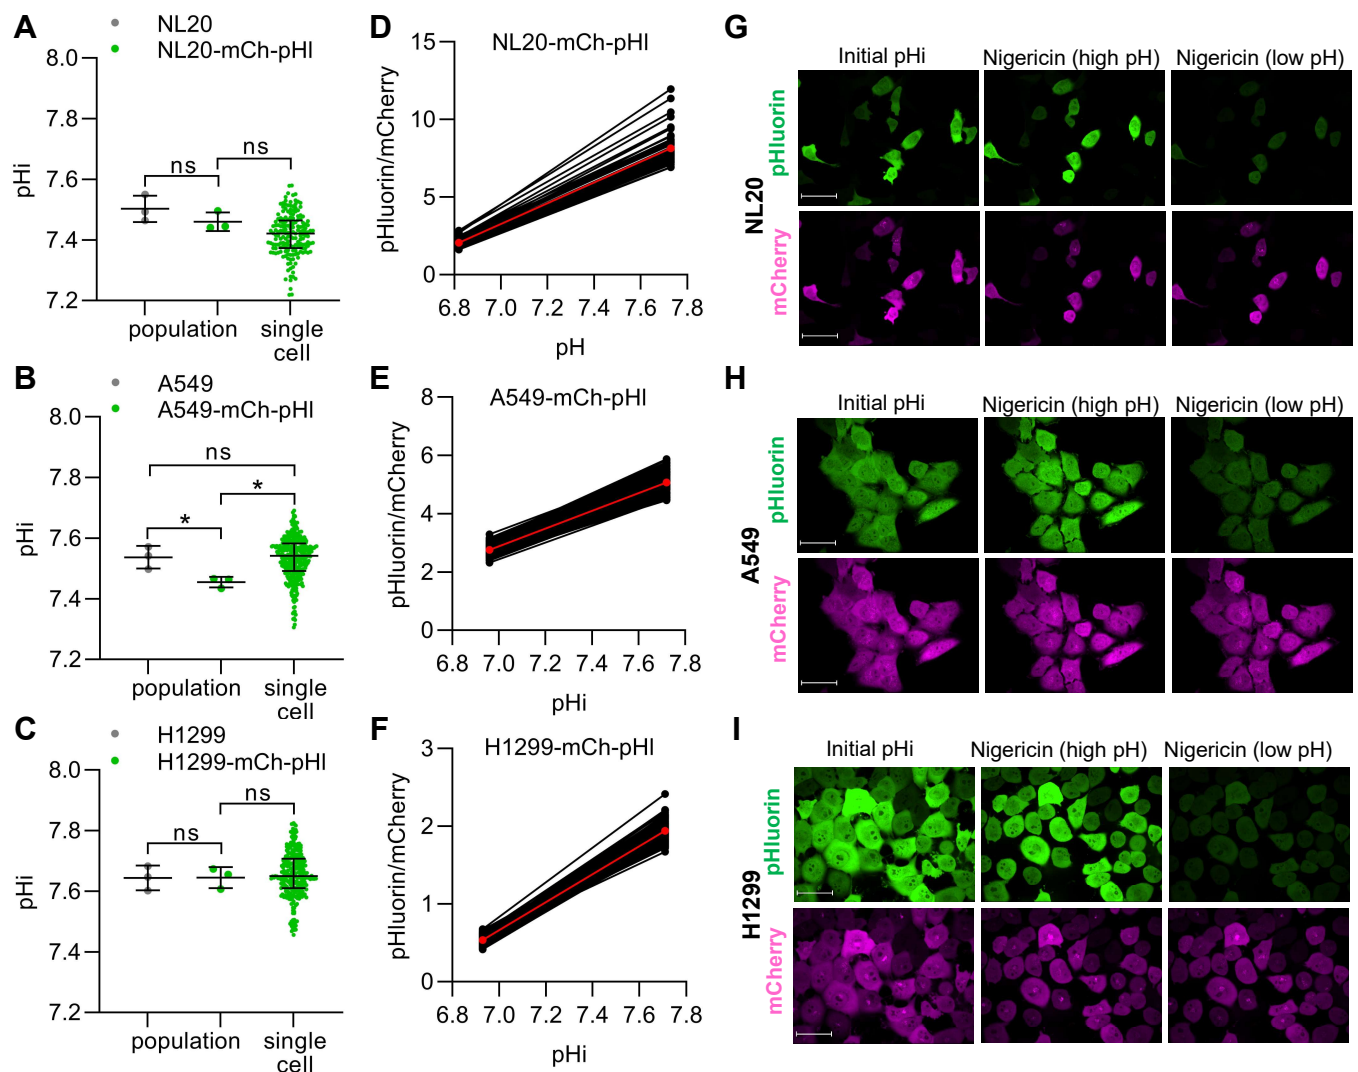 A
NL20
NL20-mCh-pHl
8.0
7.8
7.6
7.4
7.2
pHi
ns
ns
population
single
cell
D
NL20-mCh-pHl
15
10
5
0
pHluorin/mCherry
6.8 7.0 7.2 7.4 7.6 7.8
pH
G
Initial pHi
Nigericin (high pH)
Nigericin (low pH)
NL20
pHluorin
mCherry
B
A549
A549-mCh-pHl
8.0
7.8
7.6
7.4
7.2
pHi
ns
*
*
population
single
cell
E
A549-mCh-pHl
8
6
4
2
0
pHluorin/mCherry
6.8 7.0 7.2 7.4 7.6 7.8
pHi
H
Initial pHi
Nigericin (high pH)
Nigericin (low pH)
A549
pHluorin
mCherry
C
H1299
H1299-mCh-pHl
8.0
7.8
7.6
7.4
7.2
pHi
ns
ns
population
single
cell
F
H1299-mCh-pHl
3
2
1
0
pHluorin/mCherry
6.8 7.0 7.2 7.4 7.6 7.8
pHi
I
Initial pHi
Nigericin (high pH)
Nigericin (low pH)
H1299
pHluorin
mCherry